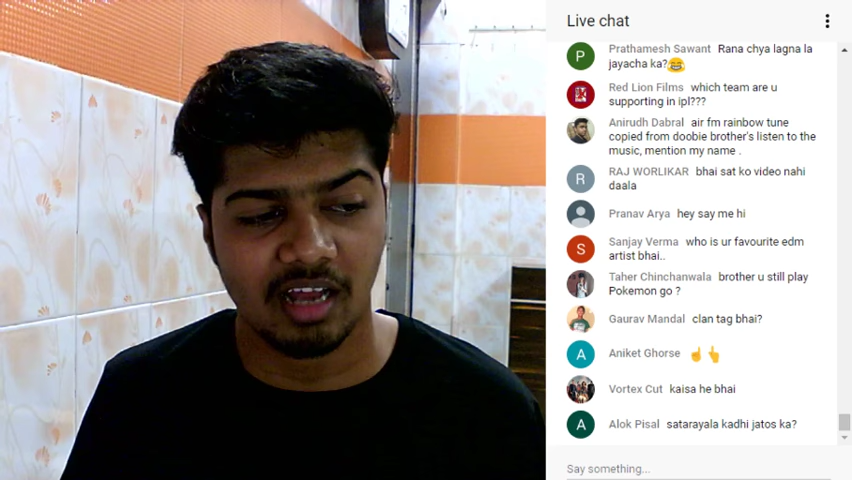 Live chat
Prathamesh Sawant Rana chya lagna la
jayacha ka?😂
Red Lion Films which team are u
supporting in ipl???
Anirudh Dabral air fm rainbow tune
copied from doobie brother's listen to the
music, mention my name .
R RAJ WORLIKAR bhai sat ko video nahi
daala
Pranav Arya hey say me hi
Sanjay Verma who is ur favourite edm
artist bhai..
Taher Chinchanwala brother u still play
Pokemon go ?
Gaurav Mandal clan tag bhai?
A Aniket Ghorse ☝️👆
Vortex Cut kaisa he bhai
A Alok Pisal satarayala kadhi jatos ka?
Say something...